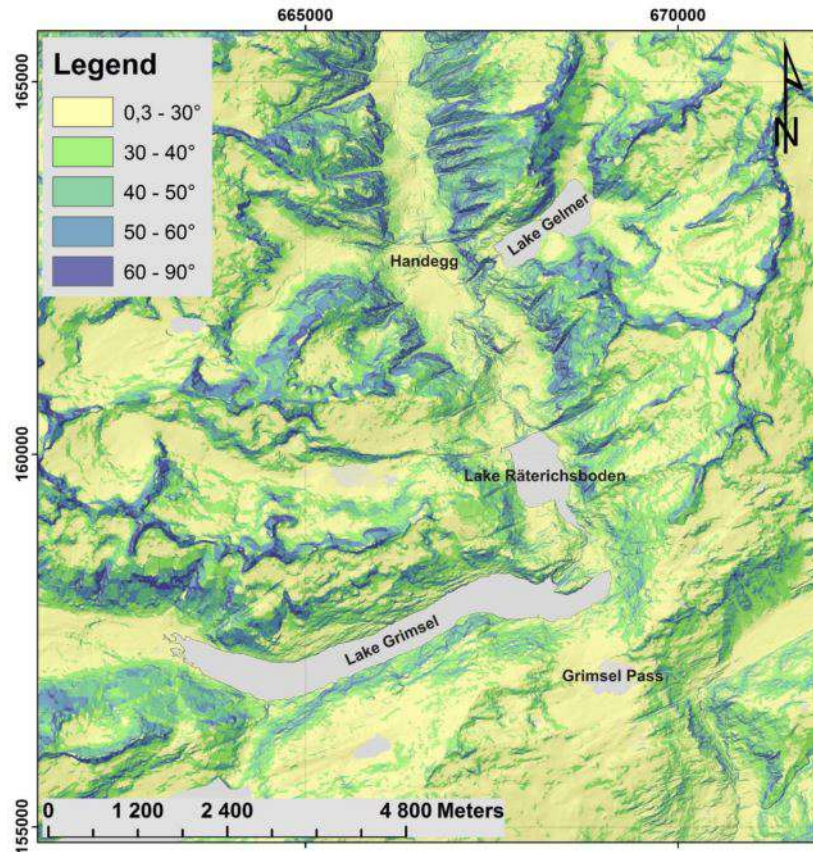 665000
670000
165000
160000
155000
Legend
0,3 - 30°
30 - 40°
40 - 50°
50 - 60°
60 - 90°
N
Lake Gelmer
Handegg
Lake Räterichsboden
Lake Grimsel
Grimsel Pass
0 1 200 2 400 4 800 Meters